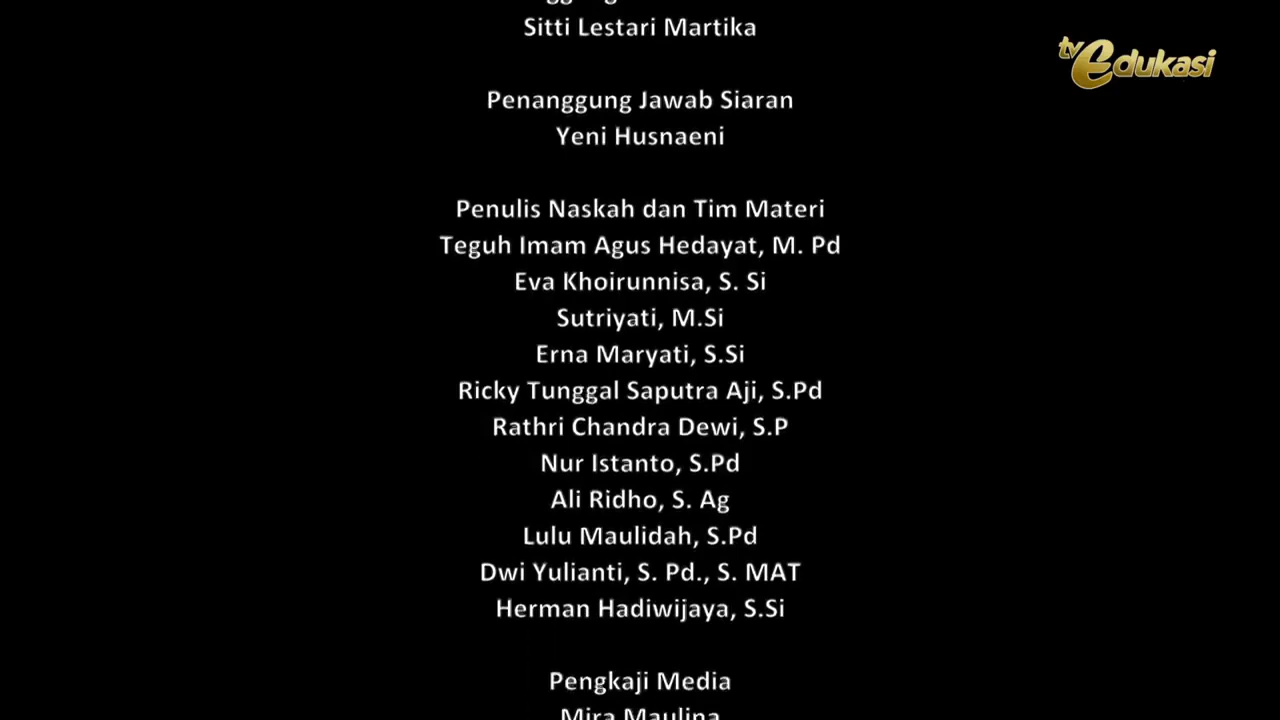 Sitti Lestari Martika
tv edukasi
Penanggung Jawab Siaran
Yeni Husnaeni
Penulis Naskah dan Tim Materi
Teguh Imam Agus Hedayat, M. Pd
Eva Khoirunnisa, S. Si
Sutriyati, M.Si
Erna Maryati, S.Si
Ricky Tunggal Saputra Aji, S.Pd
Rathri Chandra Dewi, S.P
Nur Istanto, S.Pd
Ali Ridho, S. Ag
Lulu Maulidah, S.Pd
Dwi Yulianti, S. Pd., S. MAT
Herman Hadiwijaya, S.Si
Pengkaji Media
Mira Maulina